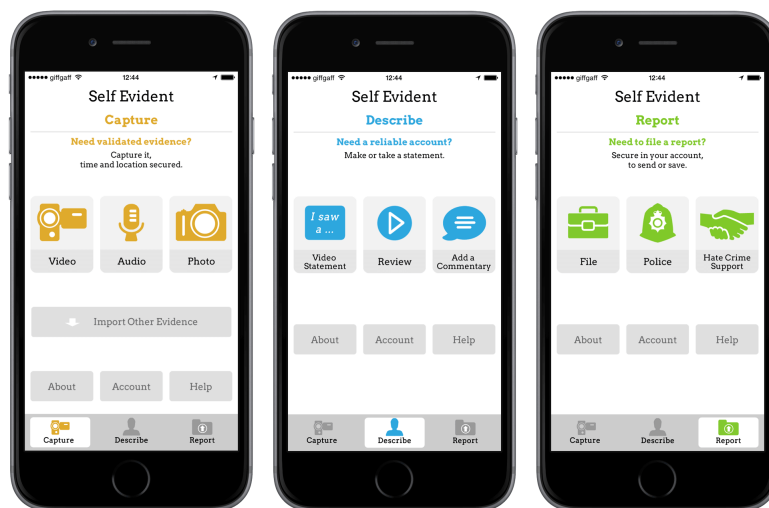 giffgaff 12:44
Self Evident
Capture
Need validated evidence?
Capture it,
time and location secured.
Video Audio Photo
Import Other Evidence
About Account Help
Capture Describe Report
giffgaff 12:44
Self Evident
Describe
Need a reliable account?
Make or take a statement.
I saw
a ...
Video
Statement
Review
Add a
Commentary
About Account Help
Capture Describe Report
giffgaff 12:44
Self Evident
Report
Need to file a report?
Secure in your account,
to send or save.
File Police
Hate Crime
Support
About Account Help
Capture Describe Report